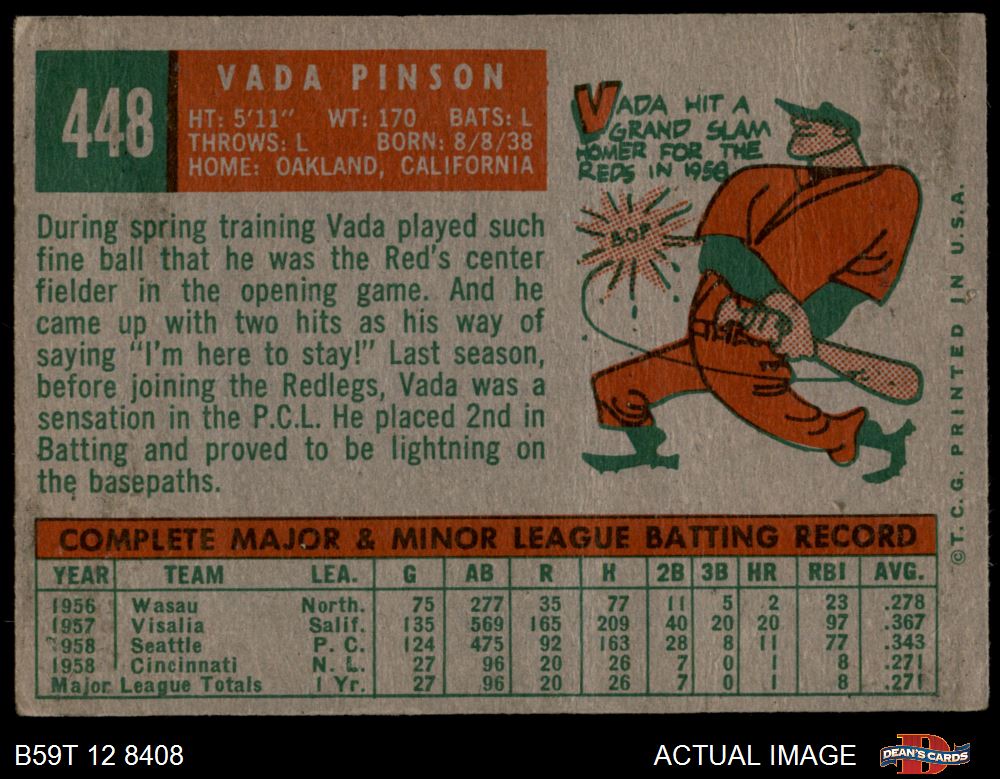 448
VADA PINSON
HT: 5'11" WT: 170 BATS: L
THROWS: L BORN: 8/8/38
HOME: OAKLAND, CALIFORNIA
VADA HIT A
GRAND SLAM
HOMER FOR THE
REDS IN 1958
BOP
During spring training Vada played such
fine ball that he was the Red's center
fielder in the opening game. And he
came up with two hits as his way of
saying "I'm here to stay!" Last season,
before joining the Redlegs, Vada was a
sensation in the P.C.L. He placed 2nd in
Batting and proved to be lightning on
the basepaths.
©T. C. G. PRINTED IN U.S.A.
COMPLETE MAJOR & MINOR LEAGUE BATTING RECORD
YEAR TEAM LEA. G AB R H 2B 3B HR RBI AVG.
1956 Wasau North. 75 277 35 77 11 5 2 23 .278
1957 Visalia Salif. 135 569 165 209 40 20 20 97 .367
1958 Seattle P. C. 124 475 92 163 28 8 11 77 .343
1958 Cincinnati N. L. 27 96 20 26 7 0 1 8 .271
Major League Totals 1 Yr. 27 96 20 26 7 0 1 8 .271
B59T 12 8408
ACTUAL IMAGE
DEAN'S CARDS